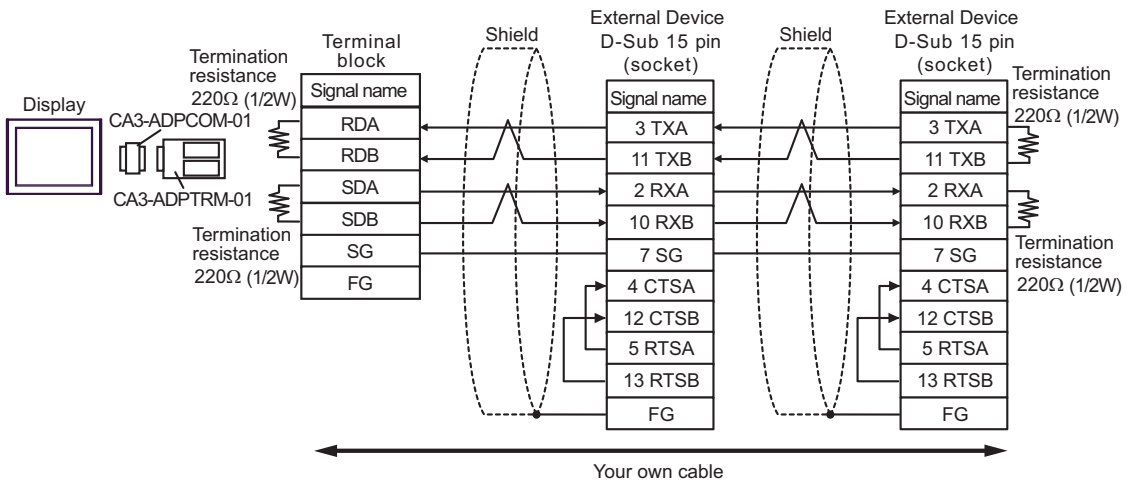 Display
CA3-ADPCOM-01
CA3-ADPTRM-01
Termination
resistance
220Ω (1/2W)
Termination
resistance
220Ω (1/2W)
Terminal
block
Signal name
RDA
RDB
SDA
SDB
SG
FG
Shield
External Device
D-Sub 15 pin
(socket)
Signal name
3 TXA
11 TXB
2 RXA
10 RXB
7 SG
4 CTSA
12 CTSB
5 RTSA
13 RTSB
FG
Shield
External Device
D-Sub 15 pin
(socket)
Signal name
3 TXA
11 TXB
2 RXA
10 RXB
7 SG
4 CTSA
12 CTSB
5 RTSA
13 RTSB
FG
Termination
resistance
220Ω (1/2W)
Termination
resistance
220Ω (1/2W)
Your own cable